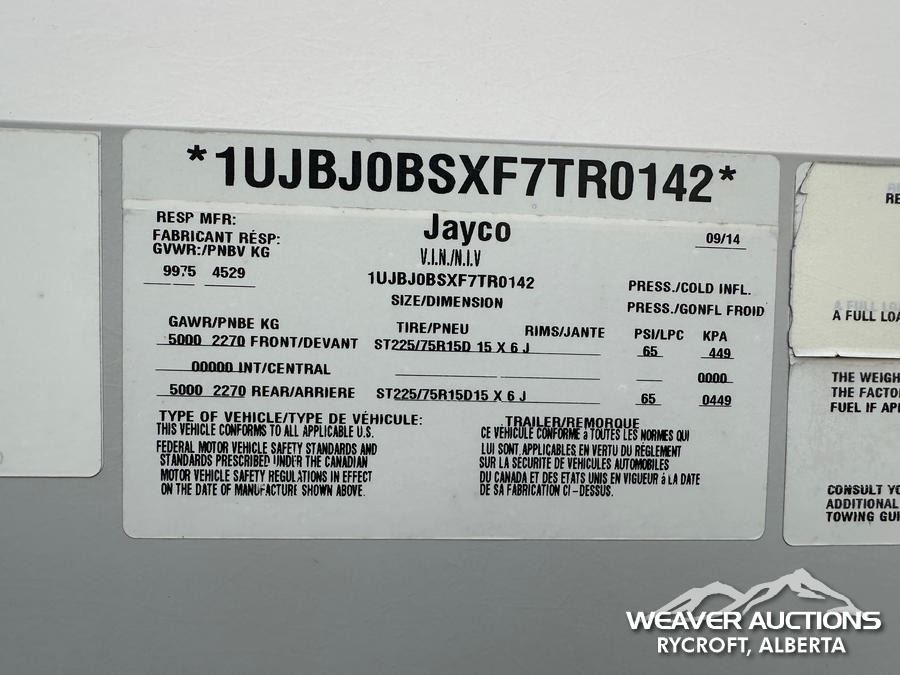 *1UJBJ0BSXF7TR0142*
RESP MFR: Jayco 09/14
FABRICANT RÉSP:
GVWR:/PNBV KG V.I.N./N.I.V
9975 4529 1UJBJ0BSXF7TR0142 PRESS./COLD INFL.
SIZE/DIMENSION PRESS./GONFL FROID
GAWR/PNBE KG TIRE/PNEU RIMS/JANTE PSI/LPC KPA
5000 2270 FRONT/DEVANT ST225/75R15D 15 X 6 J 65 449
00000 INT/CENTRAL 0000
5000 2270 REAR/ARRIERE ST225/75R15D15 X 6 J 65 0449
TYPE OF VEHICLE/TYPE DE VÉHICULE: TRAILER/REMORQUE
THIS VEHICLE CONFORMS TO ALL APPLICABLE U.S.
FEDERAL MOTOR VEHICLE SAFETY STANDARDS AND
STANDARDS PRESCRIBED UNDER THE CANADIAN
MOTOR VEHICLE SAFETY REGULATIONS IN EFFECT
ON THE DATE OF MANUFACTURE SHOWN ABOVE.
CE VÉHICULE CONFORME à TOUTES LES NORMES QUI
LUI SONT APPLICABLES EN VERTU DU RÈGLEMENT
SUR LA SECURITE DE VEHICULES AUTOMOBILES
DU CANADA ET DES ETATS UNIS EN VIGUEUR à LA DATE
DE SA FABRICATION CI-DESSUS.
RE
A FULL LOA
THE WEIGH
THE FACTO
FUEL IF API
CONSULT YO
ADDITIONAL
TOWING GUI
WEAVER AUCTIONS
RYCROFT, ALBERTA